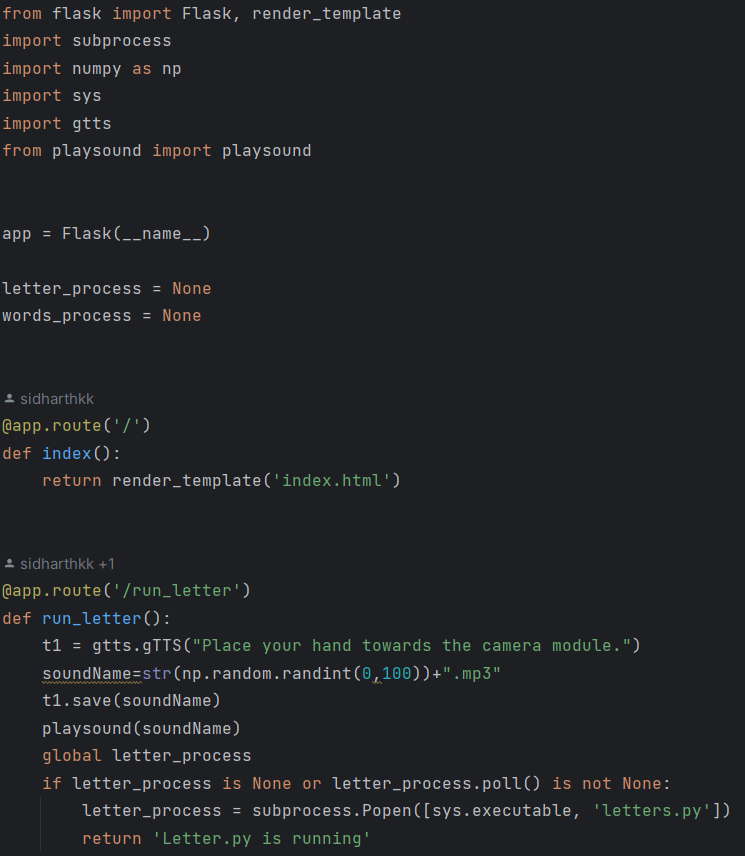 from flask import Flask, render_template
import subprocess
import numpy as np
import sys
import gtts
from playsound import playsound
app = Flask(__name__)
letter_process = None
words_process = None
sidharthkk
@app.route('/')
def index():
    return render_template('index.html')
sidharthkk +1
@app.route('/run_letter')
def run_letter():
    t1 = gtts.gTTS("Place your hand towards the camera module.")
    soundName=str(np.random.randint(0,100))+".mp3"
    t1.save(soundName)
    playsound(soundName)
    global letter_process
    if letter_process is None or letter_process.poll() is not None:
        letter_process = subprocess.Popen([sys.executable, 'letters.py'])
        return 'Letter.py is running'